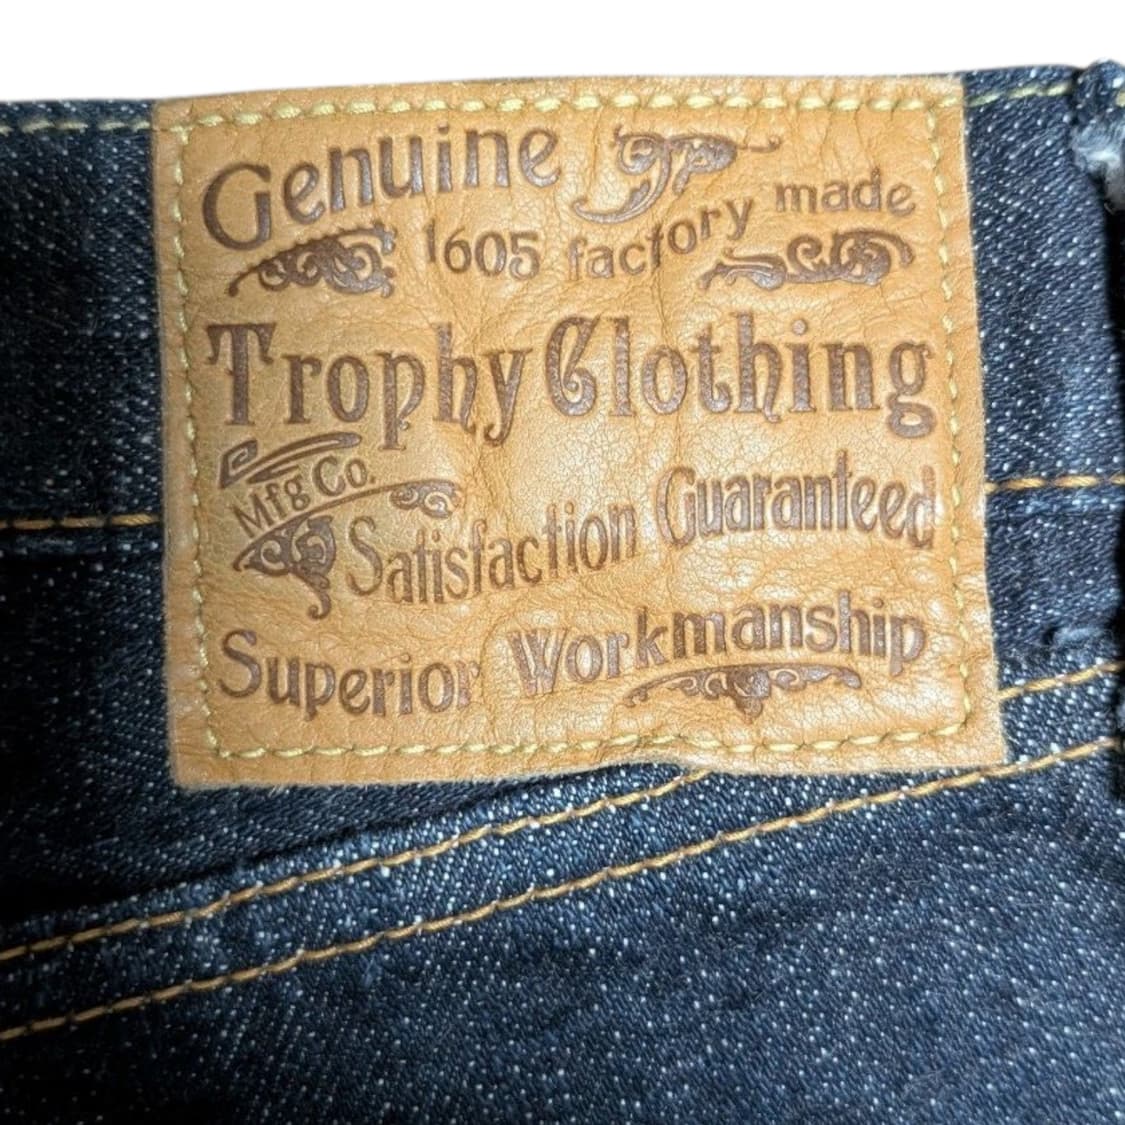 Genuine
1605 factory made
Trophy Clothing
Mfg Co.
Satisfaction Guaranteed
Superior Workmanship